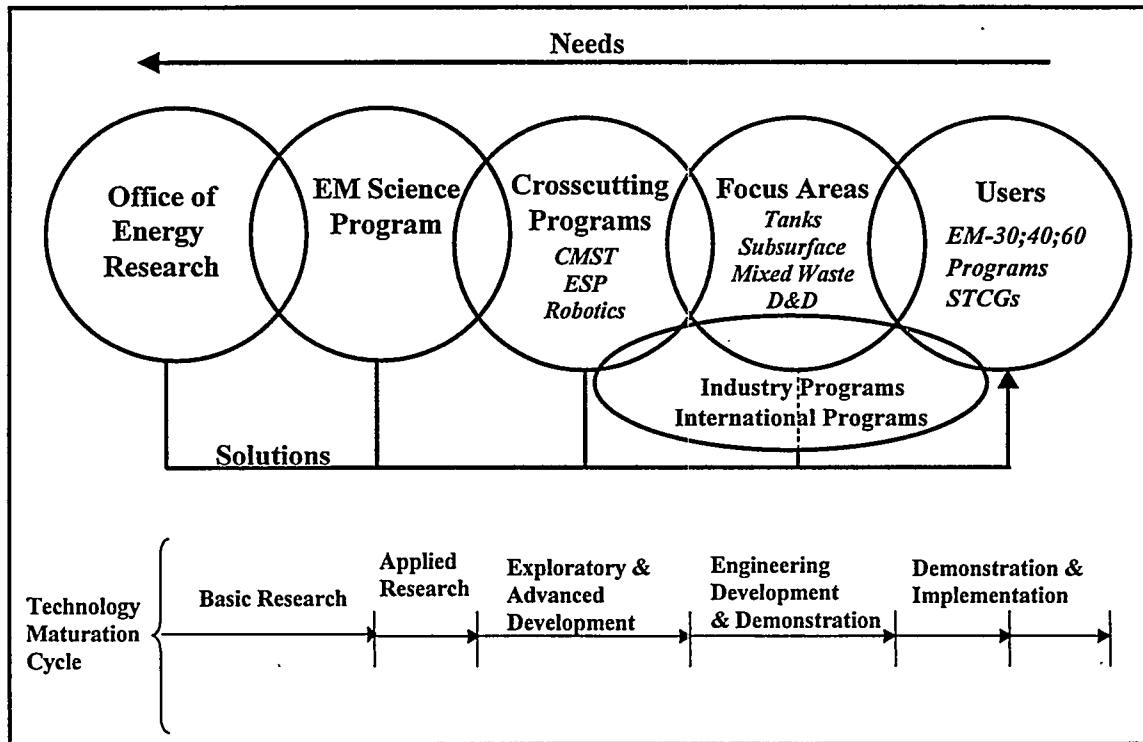 Needs
Office of
Energy
Research
EM Science
Program
Crosscutting
Programs
CMST
ESP
Robotics
Focus Areas
Tanks
Subsurface
Mixed Waste
D&D
Users
EM-30;40;60
Programs
STCGs
Industry Programs
International Programs
Solutions
Technology
Maturation
Cycle
Basic Research
Applied
Research
Exploratory &
Advanced
Development
Engineering
Development
& Demonstration
Demonstration &
Implementation